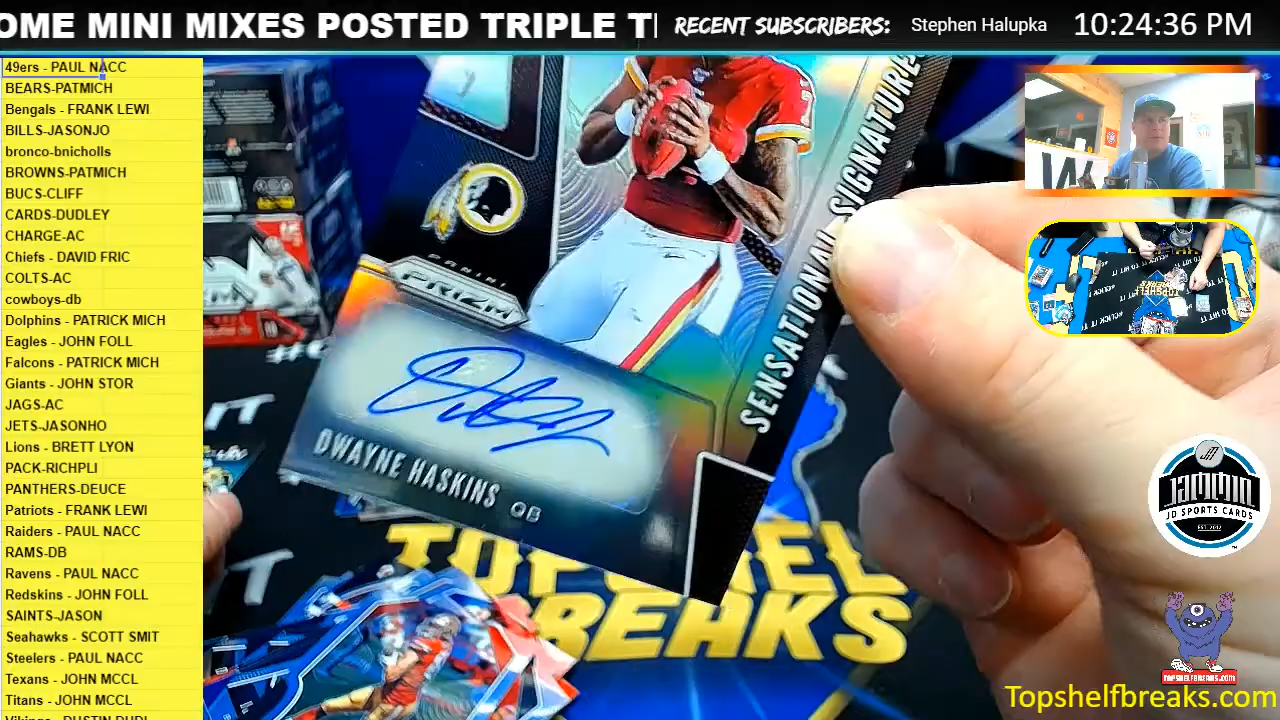 OME MINI MIXES POSTED TRIPLE T
RECENT SUBSCRIBERS:
Stephen Halupka
10:24:36 PM
49ers - PAUL NACC
BEARS-PATMICH
Bengals - FRANK LEWI
BILLS-JASONJO
bronco-bnicholls
BROWNS-PATMICH
BUCS-CLIFF
CARDS-DUDLEY
CHARGE-AC
Chiefs - DAVID FRIC
COLTS-AC
cowboys-db
Dolphins - PATRICK MICH
Eagles - JOHN FOLL
Falcons - PATRICK MICH
Giants - JOHN STOR
JAGS-AC
JETS-JASONHO
Lions - BRETT LYON
PACK-RICHPLI
PANTHERS-DEUCE
Patriots - FRANK LEWI
Raiders - PAUL NACC
RAMS-DB
Ravens - PAUL NACC
Redskins - JOHN FOLL
SAINTS-JASON
Seahawks - SCOTT SMIT
Steelers - PAUL NACC
Texans - JOHN MCCL
Titans - JOHN MCCL
SENSATIONAL SIGNATURES
PANINI
PRIZM
DWAYNE HASKINS QB
BREAKS
JAMMIN
JD SPORTS CARDS
EST. 2012
TOPSHELFBREAKS.COM
Topshelfbreaks.com